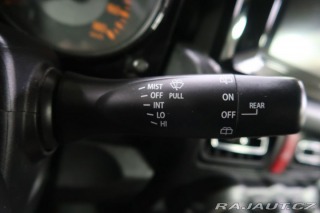 MIST
OFF
INT
LO
HI
PULL
ON
OFF
REAR
RAJAUT.CZ